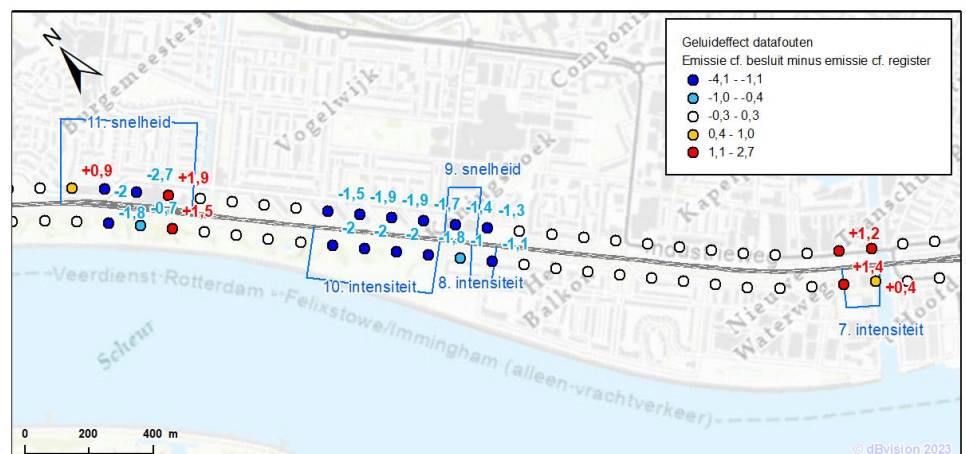 N
Geluideffect datafouten
Emissie cf. besluit minus emissie cf. register
-4,1 - -1,1
-1,0 - -0,4
-0,3 - 0,3
0,4 - 1,0
1,1 - 2,7
Vogelwijk
11. snelheid
9. snelheid
+0,9 -2 -2,7 +1,9
-1,8 -0,7 +1,5
-1,5 -1,9 -1,9 -1,7 -1,4 -1,3
-2 -2 -2 -1,8 -1 -1,1
+1,2
+1,4
+0,4
10. intensiteit
8. intensiteit
7. intensiteit
Balkon
Nieuwe
Waterweg
Hoofd
Veerdienst Rotterdam - Felixstowe/Immingham (alleen-vrachtverkeer)
Scheur
0 200 400 m
© dBvision 2023